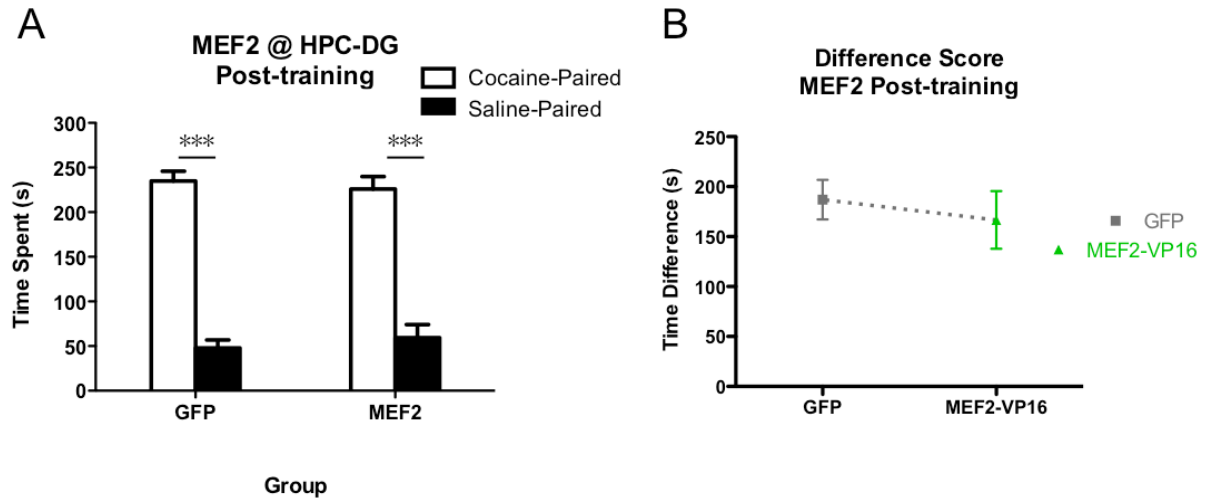 A
MEF2 @ HPC-DG
Post-training
Cocaine-Paired
Saline-Paired
Time Spent (s)
300
250
200
150
100
50
0
***
***
GFP
MEF2
Group
B
Difference Score
MEF2 Post-training
Time Difference (s)
250
200
150
100
50
0
GFP
MEF2-VP16
GFP
MEF2-VP16